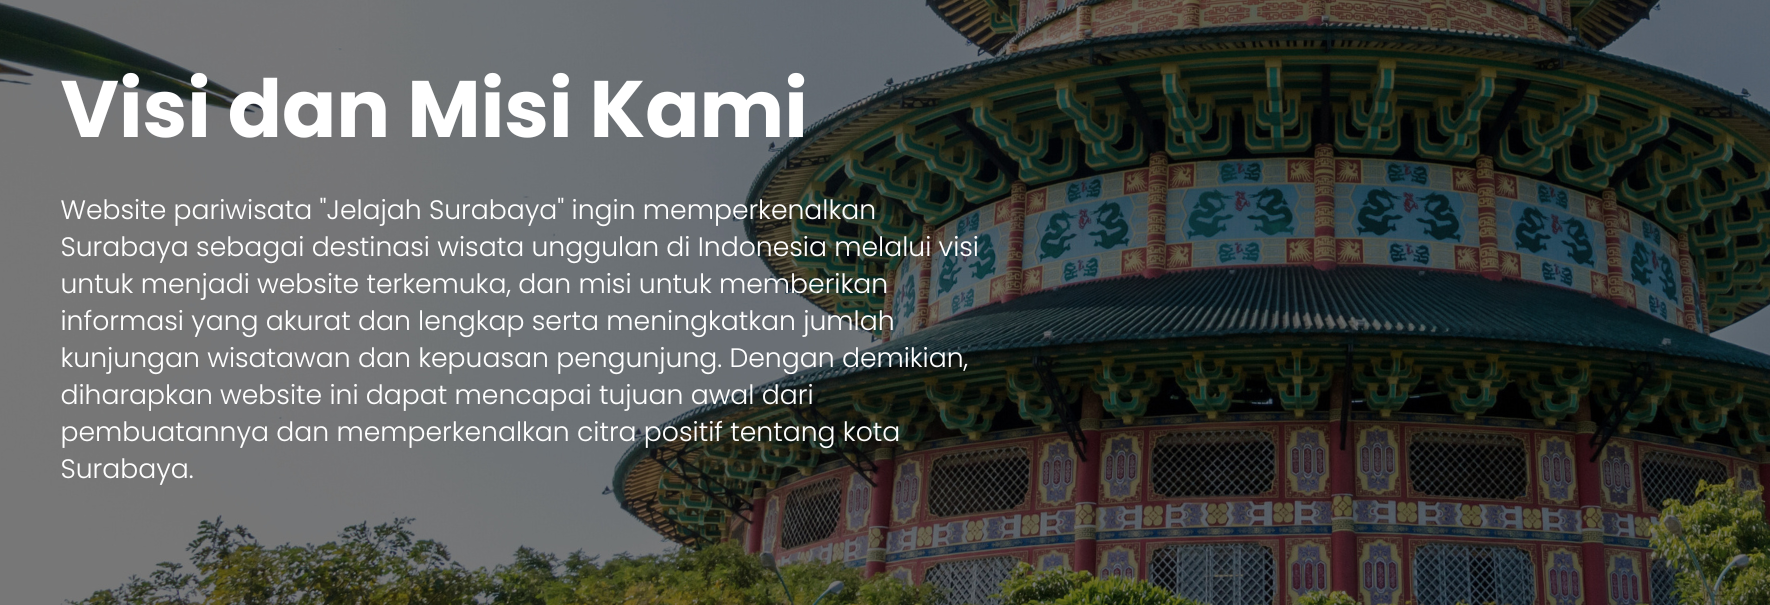 Visi dan Misi Kami
Website pariwisata "Jelajah Surabaya" ingin memperkenalkan
Surabaya sebagai destinasi wisata unggulan di Indonesia melalui visi
untuk menjadi website terkemuka, dan misi untuk memberikan
informasi yang akurat dan lengkap serta meningkatkan jumlah
kunjungan wisatawan dan kepuasan pengunjung. Dengan demikian,
diharapkan website ini dapat mencapai tujuan awal dari
pembuatannya dan memperkenalkan citra positif tentang kota
Surabaya.